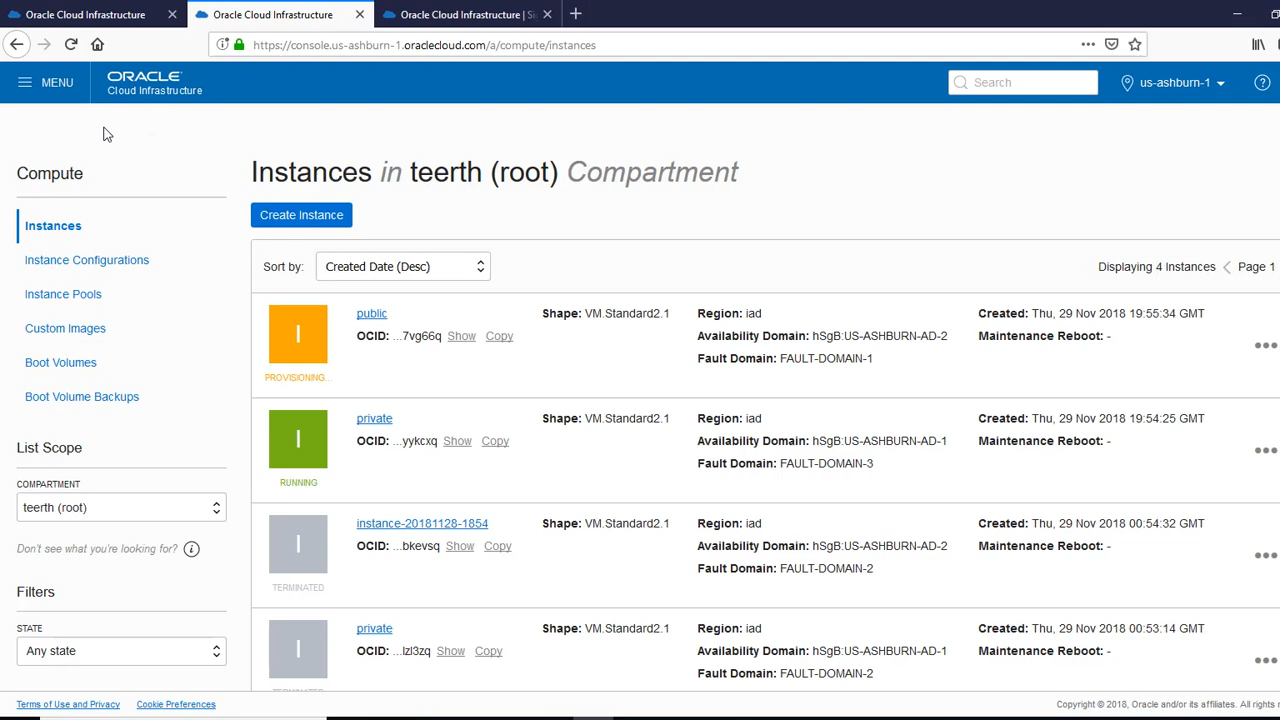 Oracle Cloud Infrastructure
Oracle Cloud Infrastructure
Oracle Cloud Infrastructure |
https://console.us-ashburn-1.oraclecloud.com/a/compute/instances
MENU
ORACLE
Cloud Infrastructure
Search
us-ashburn-1
Compute
Instances
Instance Configurations
Instance Pools
Custom Images
Boot Volumes
Boot Volume Backups
List Scope
COMPARTMENT
teerth (root)
Don't see what you're looking for?
Filters
STATE
Any state
Instances in teerth (root) Compartment
Create Instance
Sort by: Created Date (Desc)
Displaying 4 Instances
Page 1
I
PROVISIONING...
public
OCID: ...7vg66q Show Copy
Shape: VM.Standard2.1
Region: iad
Availability Domain: hSgB:US-ASHBURN-AD-2
Fault Domain: FAULT-DOMAIN-1
Created: Thu, 29 Nov 2018 19:55:34 GMT
Maintenance Reboot: -
I
RUNNING
private
OCID: ...yykcxq Show Copy
Shape: VM.Standard2.1
Region: iad
Availability Domain: hSgB:US-ASHBURN-AD-1
Fault Domain: FAULT-DOMAIN-3
Created: Thu, 29 Nov 2018 19:54:25 GMT
Maintenance Reboot: -
I
TERMINATED
instance-20181128-1854
OCID: ...bkevsq Show Copy
Shape: VM.Standard2.1
Region: iad
Availability Domain: hSgB:US-ASHBURN-AD-2
Fault Domain: FAULT-DOMAIN-2
Created: Thu, 29 Nov 2018 00:54:32 GMT
Maintenance Reboot: -
I
TERMINATED
private
OCID: ...lzl3zq Show Copy
Shape: VM.Standard2.1
Region: iad
Availability Domain: hSgB:US-ASHBURN-AD-1
Fault Domain: FAULT-DOMAIN-2
Created: Thu, 29 Nov 2018 00:53:14 GMT
Maintenance Reboot: -
Terms of Use and Privacy
Cookie Preferences
Copyright © 2018, Oracle and/or its affiliates. All rights